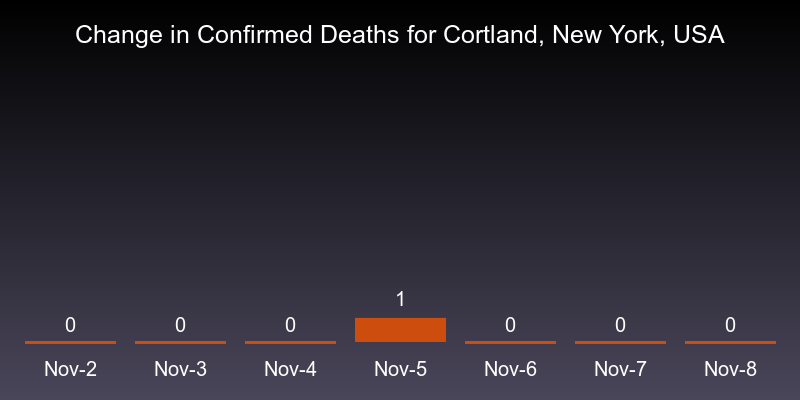 Change in Confirmed Deaths for Cortland, New York, USA
1
0 0 0 0 0 0
Nov-2 Nov-3 Nov-4 Nov-5 Nov-6 Nov-7 Nov-8